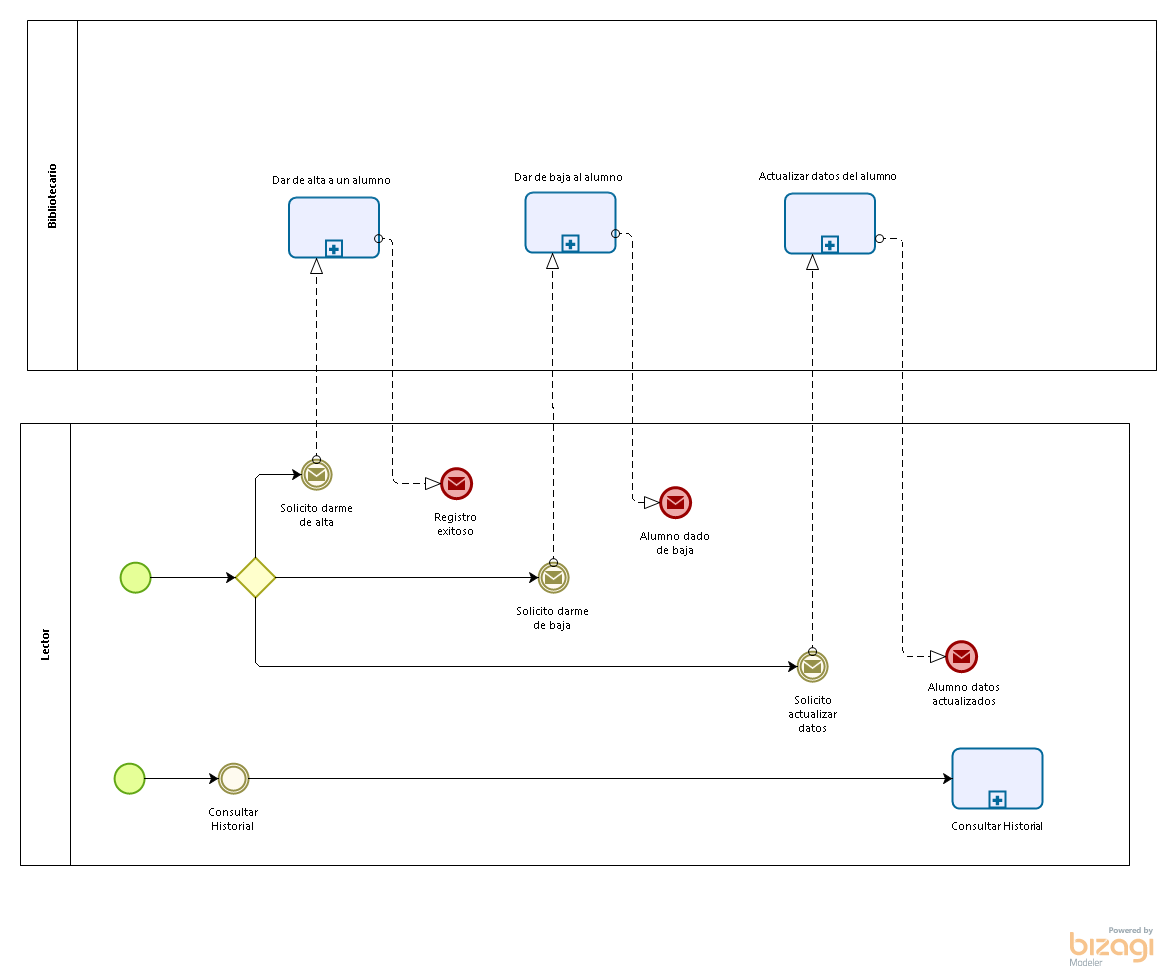 Bibliotecario
Dar de alta a un alumno
Dar de baja al alumno
Actualizar datos del alumno
Lector
Solicito darme
de alta
Registro
exitoso
Alumno dado
de baja
Solicito darme
de baja
Solicito
actualizar
datos
Alumno datos
actualizados
Consultar
Historial
Consultar Historial
Powered by
bizagi
Modeler